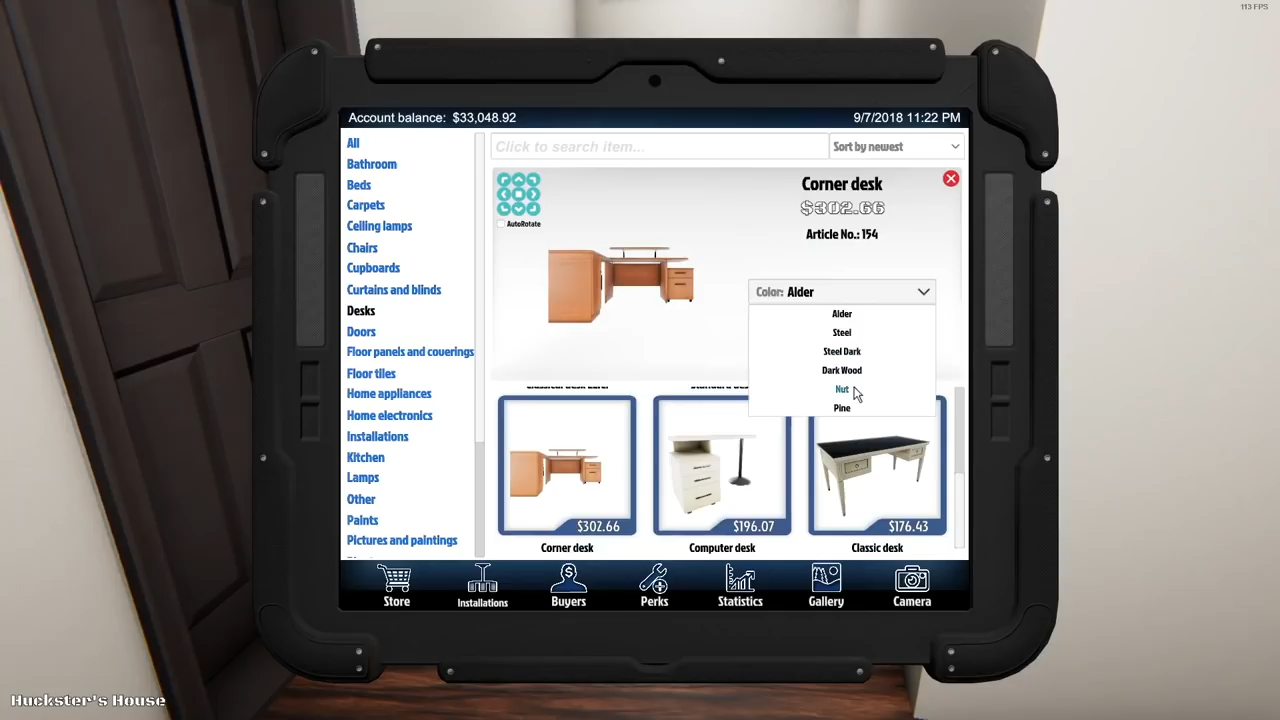 113 FPS
Account balance: $33,048.92
9/7/2018 11:22 PM
All
Bathroom
Beds
Carpets
Ceiling lamps
Chairs
Cupboards
Curtains and blinds
Desks
Doors
Floor panels and coverings
Floor tiles
Home appliances
Home electronics
Installations
Kitchen
Lamps
Other
Paints
Pictures and paintings
Click to search item...
Sort by newest
AutoRotate
Corner desk
$302.66
Article No.: 154
Color: Alder
Alder
Steel
Steel Dark
Dark Wood
Nut
Pine
$302.66
$196.07
$176.43
Corner desk
Computer desk
Classic desk
Store
Installations
Buyers
Perks
Statistics
Gallery
Camera
Huckster's House